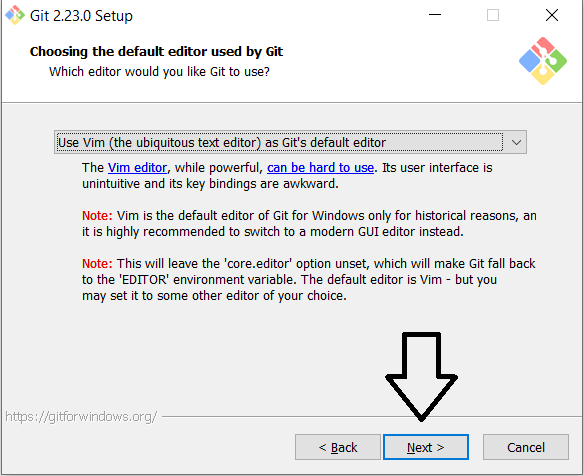 Git 2.23.0 Setup
Choosing the default editor used by Git
Which editor would you like Git to use?
Use Vim (the ubiquitous text editor) as Git's default editor
The Vim editor, while powerful, can be hard to use. Its user interface is
unintuitive and its key bindings are awkward.
Note: Vim is the default editor of Git for Windows only for historical reasons, an
it is highly recommended to switch to a modern GUI editor instead.
Note: This will leave the 'core.editor' option unset, which will make Git fall back
to the 'EDITOR' environment variable. The default editor is Vim - but you
may set it to some other editor of your choice.
https://gitforwindows.org/
< Back Next > Cancel